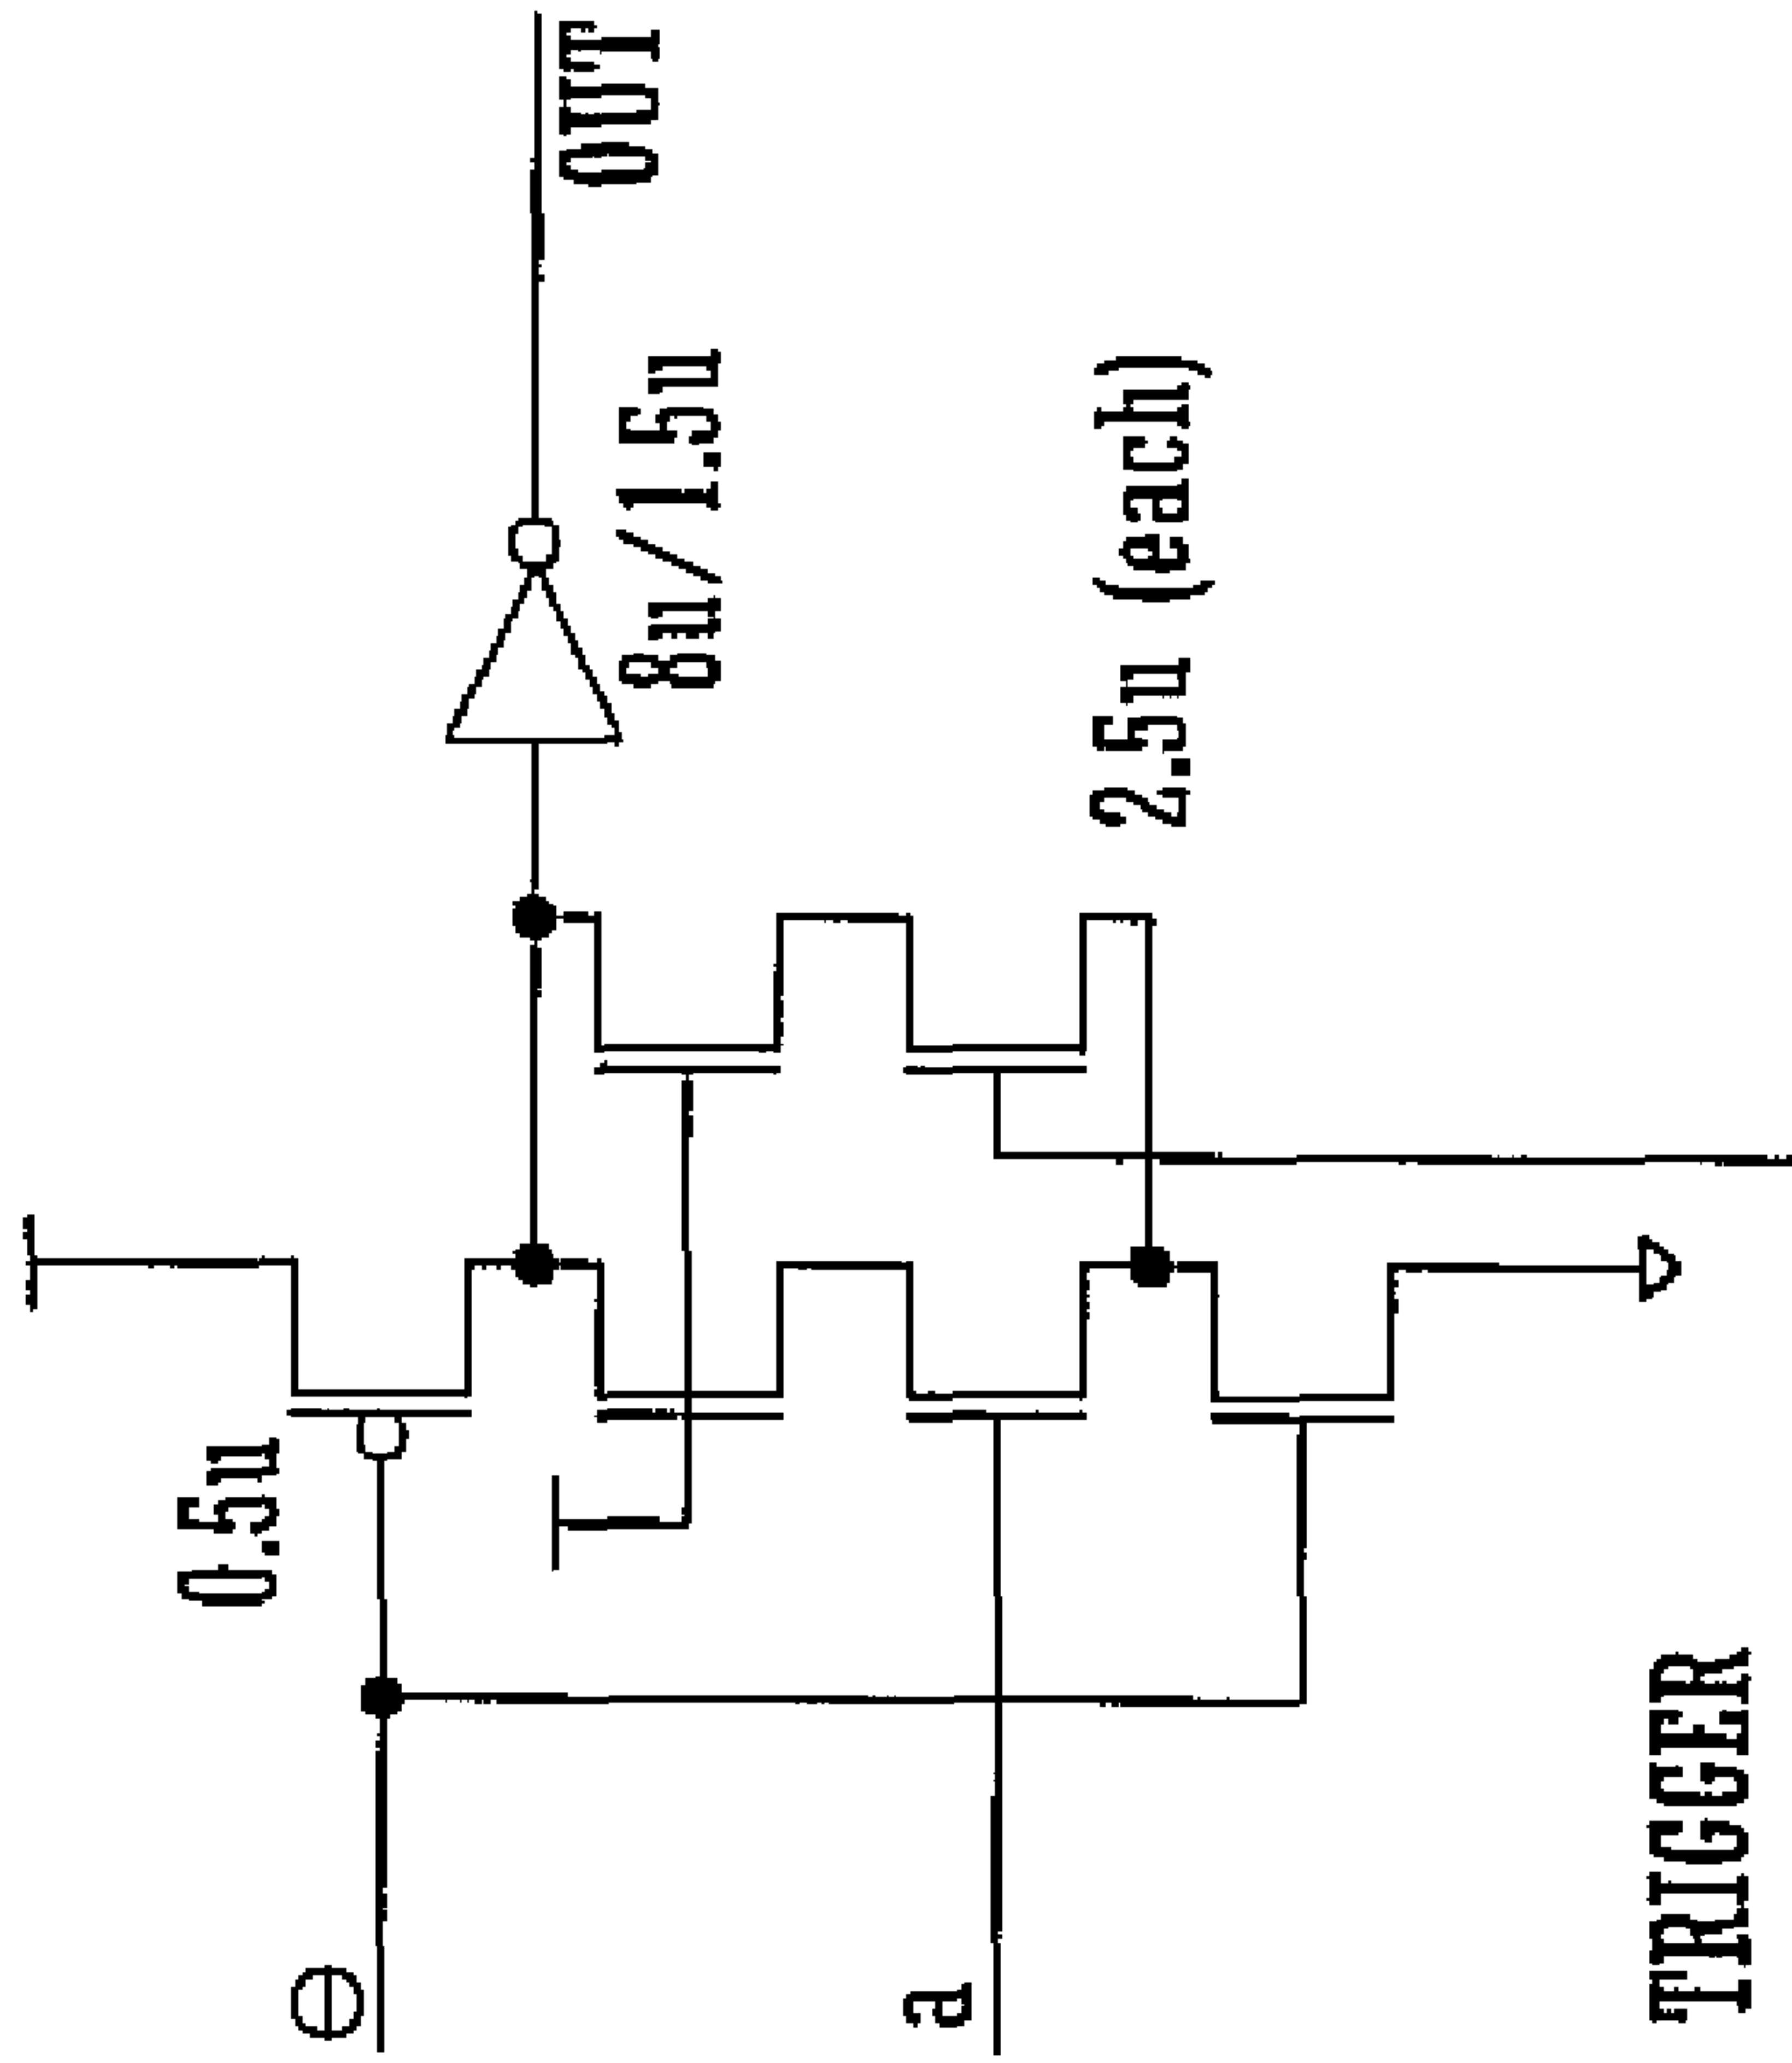 0.5u
Θ
OUT
8u/1.5u
a
2.5u (each)
TRIGGER